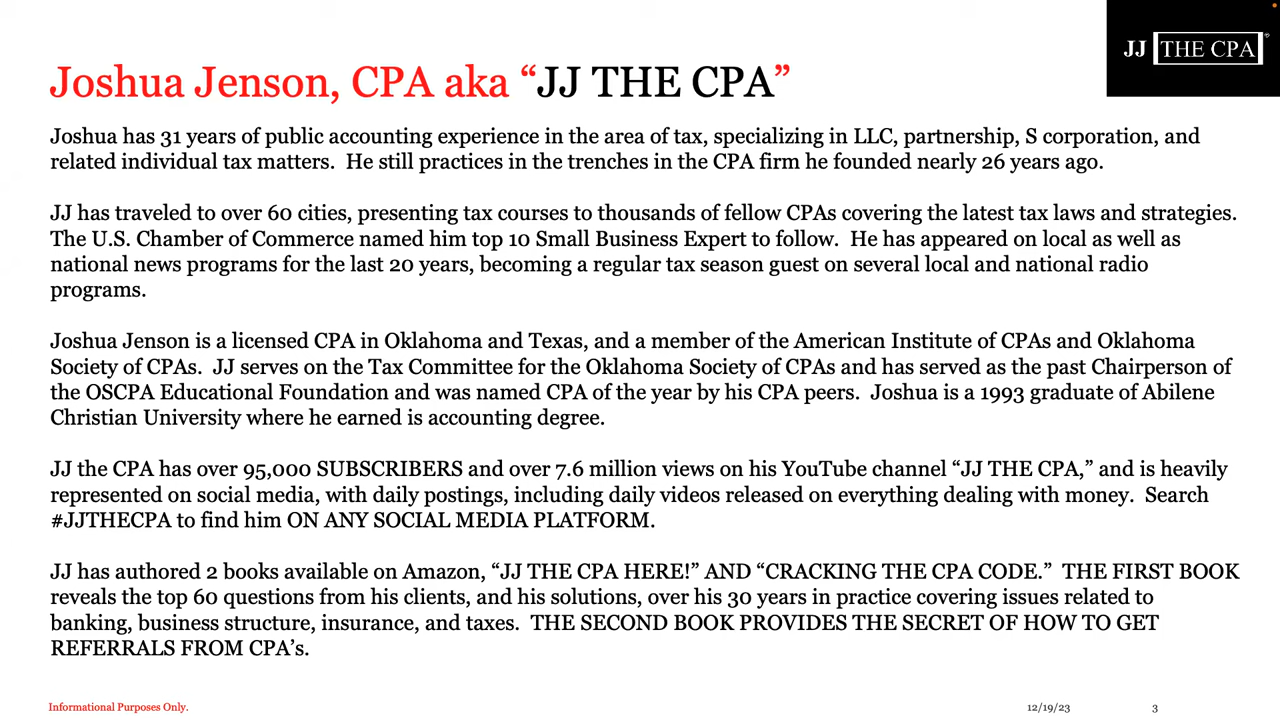 JJ THE CPA
Joshua Jenson, CPA aka “JJ THE CPA”
Joshua has 31 years of public accounting experience in the area of tax, specializing in LLC, partnership, S corporation, and
related individual tax matters.  He still practices in the trenches in the CPA firm he founded nearly 26 years ago.
JJ has traveled to over 60 cities, presenting tax courses to thousands of fellow CPAs covering the latest tax laws and strategies.
The U.S. Chamber of Commerce named him top 10 Small Business Expert to follow.  He has appeared on local as well as
national news programs for the last 20 years, becoming a regular tax season guest on several local and national radio
programs.
Joshua Jenson is a licensed CPA in Oklahoma and Texas, and a member of the American Institute of CPAs and Oklahoma
Society of CPAs.  JJ serves on the Tax Committee for the Oklahoma Society of CPAs and has served as the past Chairperson of
the OSCPA Educational Foundation and was named CPA of the year by his CPA peers.  Joshua is a 1993 graduate of Abilene
Christian University where he earned is accounting degree.
JJ the CPA has over 95,000 SUBSCRIBERS and over 7.6 million views on his YouTube channel “JJ THE CPA,” and is heavily
represented on social media, with daily postings, including daily videos released on everything dealing with money.  Search
#JJTHECPA to find him ON ANY SOCIAL MEDIA PLATFORM.
JJ has authored 2 books available on Amazon, “JJ THE CPA HERE!” AND “CRACKING THE CPA CODE.”  THE FIRST BOOK
reveals the top 60 questions from his clients, and his solutions, over his 30 years in practice covering issues related to
banking, business structure, insurance, and taxes.  THE SECOND BOOK PROVIDES THE SECRET OF HOW TO GET
REFERRALS FROM CPA’s.
Informational Purposes Only.
12/19/23
3